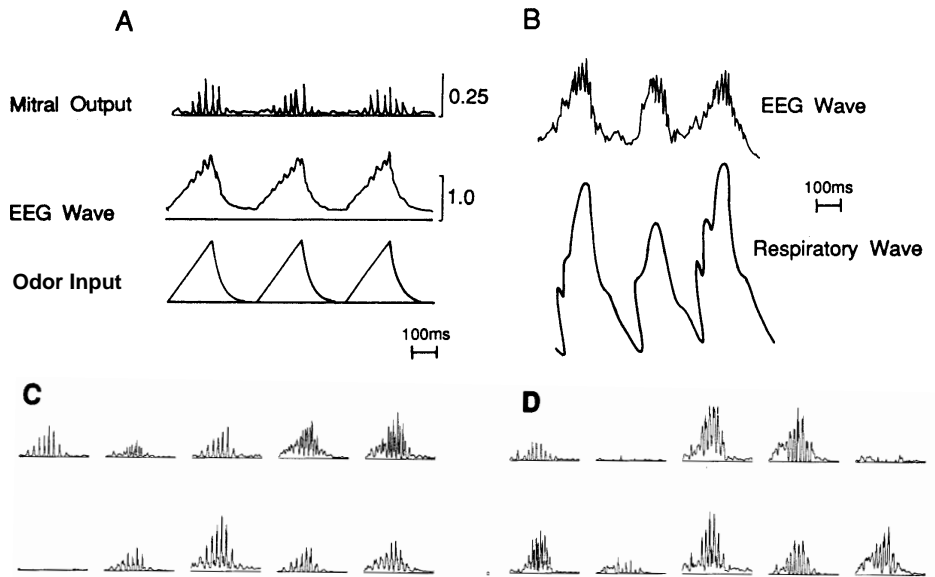 A
Mitral Output
0.25
EEG Wave
1.0
Odor Input
100ms
B
EEG Wave
100ms
Respiratory Wave
C
D